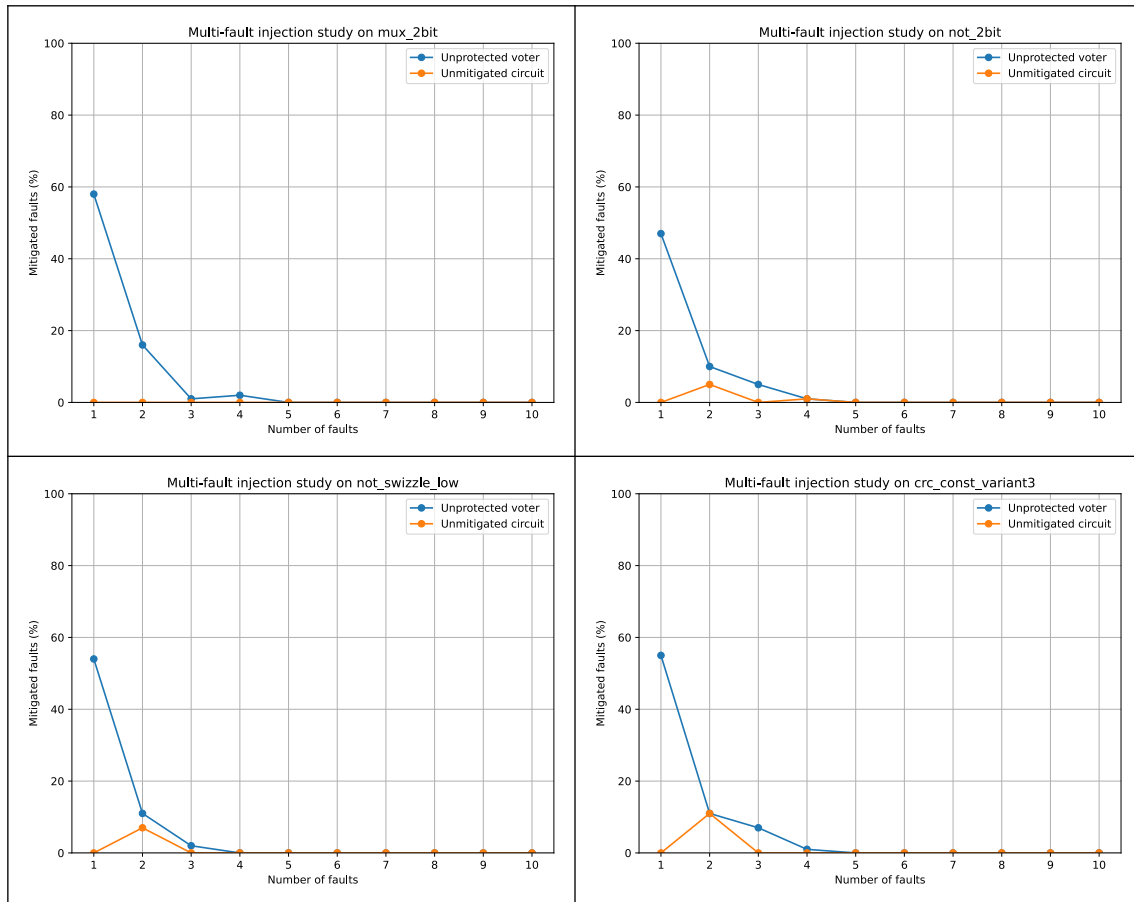 Multi-fault injection study on mux_2bit
Unprotected voter
Unmitigated circuit
Mitigated faults (%)
100
80
60
40
20
0
1 2 3 4 5 6 7 8 9 10
Number of faults
Multi-fault injection study on not_2bit
Unprotected voter
Unmitigated circuit
Mitigated faults (%)
100
80
60
40
20
0
1 2 3 4 5 6 7 8 9 10
Number of faults
Multi-fault injection study on not_swizzle_low
Unprotected voter
Unmitigated circuit
Mitigated faults (%)
100
80
60
40
20
0
1 2 3 4 5 6 7 8 9 10
Number of faults
Multi-fault injection study on crc_const_variant3
Unprotected voter
Unmitigated circuit
Mitigated faults (%)
100
80
60
40
20
0
1 2 3 4 5 6 7 8 9 10
Number of faults